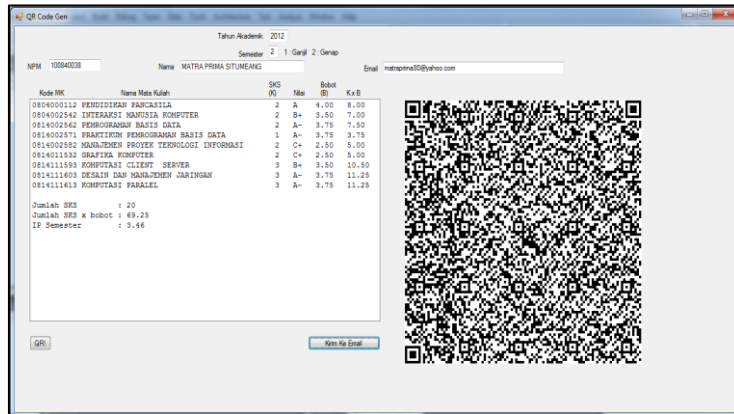 QR Code Gen
Tahun Akademik 2012
Semester 2 1 : Ganjil 2 : Genap
NPM 100840038 Nama MATRA PRIMA SITUMEANG Email matraprima80@yahoo.com
Kode MK Nama Mata Kuliah SKS (K) Nilai Bobot (B) K x B
0804000112 PENDIDIKAN PANCASILA 2 A 4.00 8.00
0804002542 INTERAKSI MANUSIA KOMPUTER 2 B+ 3.50 7.00
0814002562 PEMROGRAMAN BASIS DATA 2 A- 3.75 7.50
0814002571 PRAKTIKUM PEMROGRAMAN BASIS DATA 1 A- 3.75 3.75
0814002582 MANAJEMEN PROYEK TEKNOLOGI INFORMASI 2 C+ 2.50 5.00
0814011532 GRAFIKA KOMPUTER 2 C+ 2.50 5.00
0814111593 KOMPUTASI CLIENT SERVER 3 B+ 3.50 10.50
0814111603 DESAIN DAN MANAJEMEN JARINGAN 3 A- 3.75 11.25
0814111613 KOMPUTASI PARALEL 3 A- 3.75 11.25
Jumlah SKS : 20
Jumlah SKS x bobot : 69.25
IP Semester : 3.46
QR! Kirim Ke Email